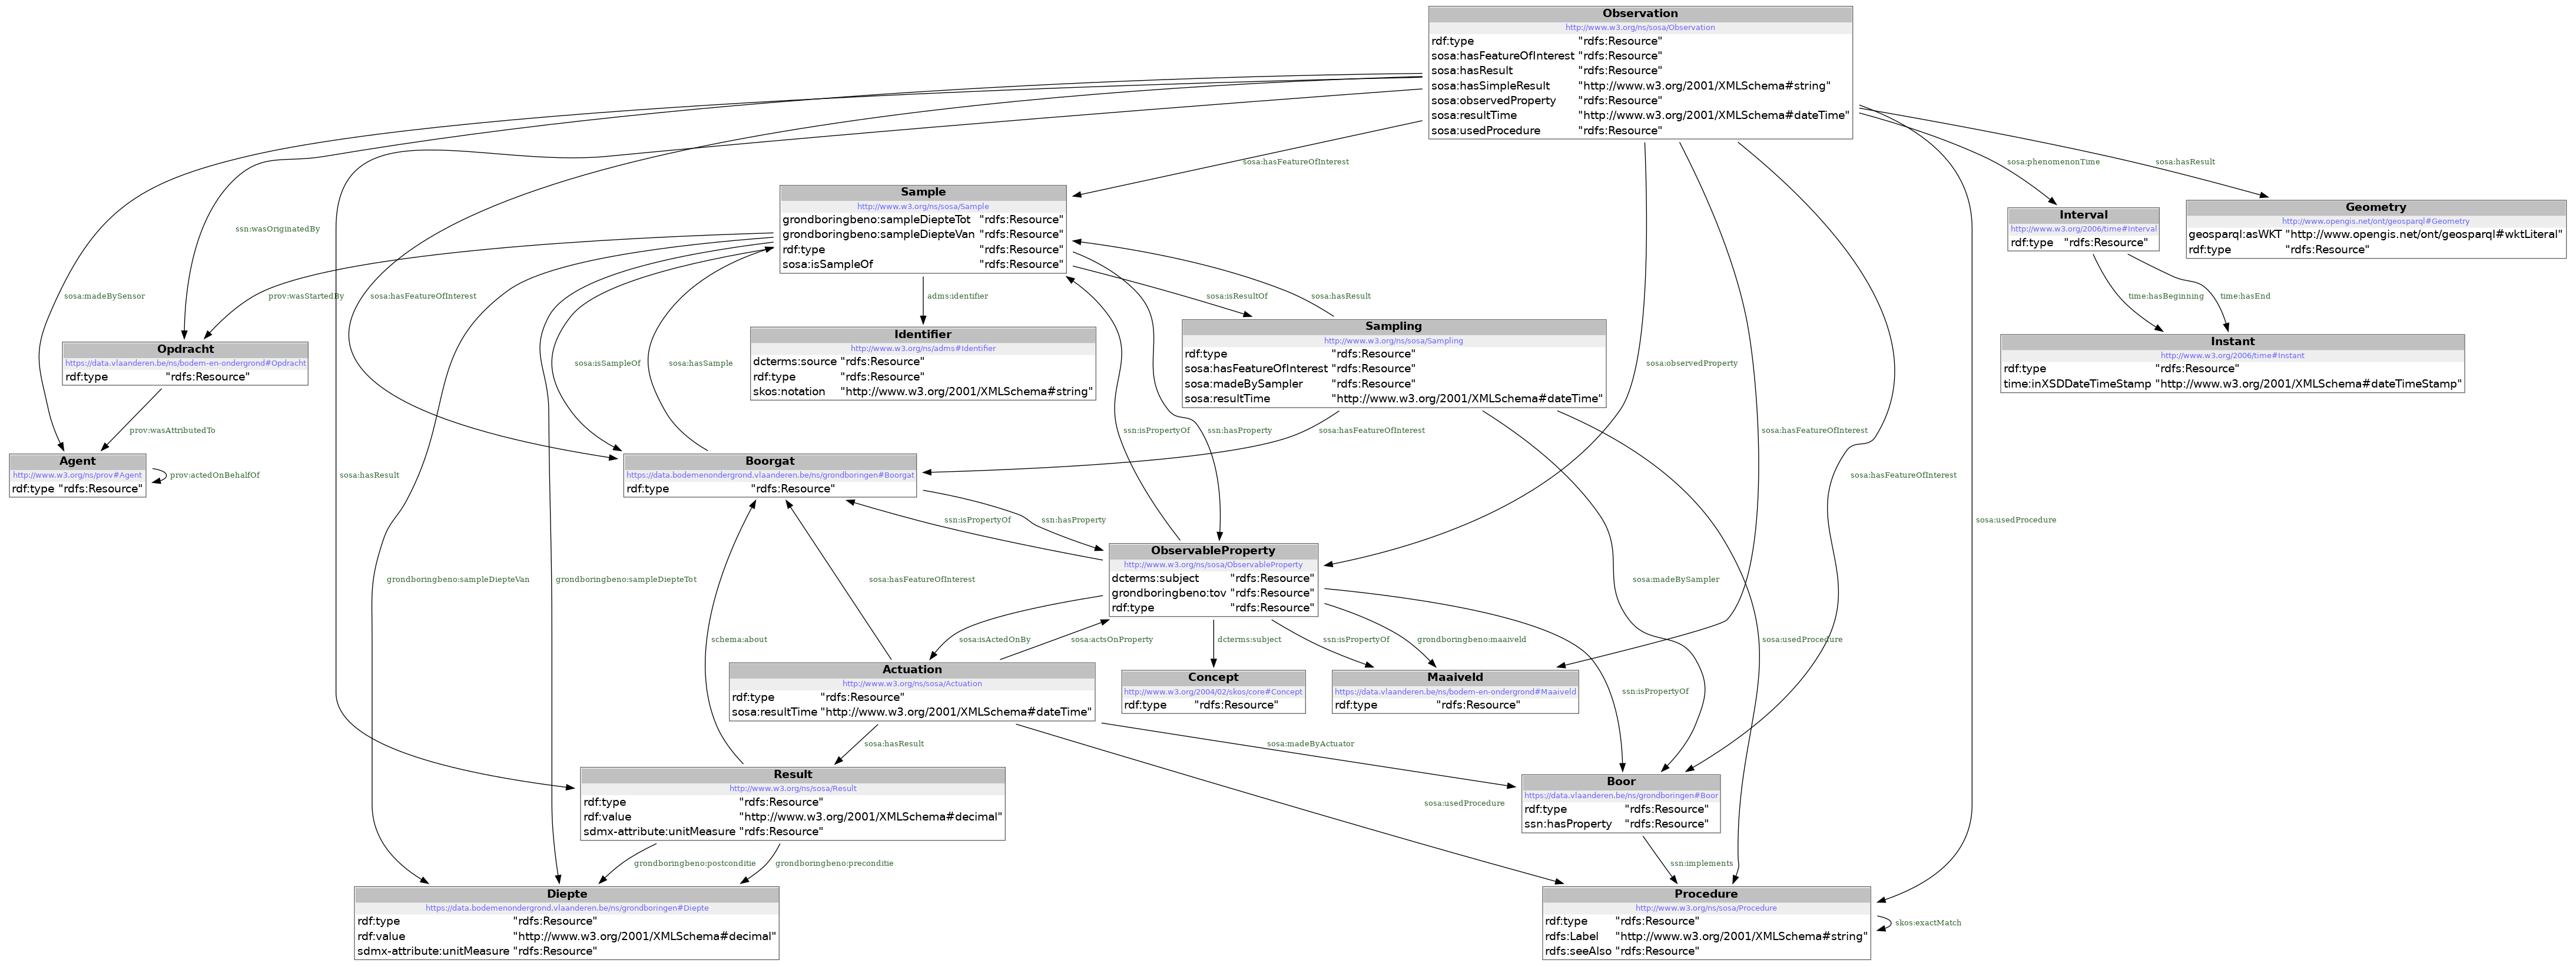 Observation
http://www.w3.org/ns/sosa/Observation
rdf:type "rdfs:Resource"
sosa:hasFeatureOfInterest "rdfs:Resource"
sosa:hasResult "rdfs:Resource"
sosa:hasSimpleResult "http://www.w3.org/2001/XMLSchema#string"
sosa:observedProperty "rdfs:Resource"
sosa:resultTime "http://www.w3.org/2001/XMLSchema#dateTime"
sosa:usedProcedure "rdfs:Resource"
sosa:hasFeatureOfInterest
sosa:phenomenonTime
sosa:hasResult
Sample
http://www.w3.org/ns/sosa/Sample
grondboringbeno:sampleDiepteTot "rdfs:Resource"
grondboringbeno:sampleDiepteVan "rdfs:Resource"
rdf:type "rdfs:Resource"
sosa:isSampleOf "rdfs:Resource"
Interval
http://www.w3.org/2006/time#Interval
rdf:type "rdfs:Resource"
Geometry
http://www.opengis.net/ont/geosparql#Geometry
geosparql:asWKT "http://www.opengis.net/ont/geosparql#wktLiteral"
rdf:type "rdfs:Resource"
ssn:wasOriginatedBy
sosa:madeBySensor
prov:wasStartedBy
sosa:hasFeatureOfInterest
adms:identifier
sosa:isResultOf
sosa:hasResult
time:hasBeginning
time:hasEnd
Opdracht
https://data.vlaanderen.be/ns/bodem-en-ondergrond#Opdracht
rdf:type "rdfs:Resource"
Identifier
http://www.w3.org/ns/adms#Identifier
dcterms:source "rdfs:Resource"
rdf:type "rdfs:Resource"
skos:notation "http://www.w3.org/2001/XMLSchema#string"
Sampling
http://www.w3.org/ns/sosa/Sampling
rdf:type "rdfs:Resource"
sosa:hasFeatureOfInterest "rdfs:Resource"
sosa:madeBySampler "rdfs:Resource"
sosa:resultTime "http://www.w3.org/2001/XMLSchema#dateTime"
Instant
http://www.w3.org/2006/time#Instant
rdf:type "rdfs:Resource"
time:inXSDDateTimeStamp "http://www.w3.org/2001/XMLSchema#dateTimeStamp"
sosa:isSampleOf
sosa:hasSample
sosa:observedProperty
prov:wasAttributedTo
ssn:isPropertyOf
ssn:hasProperty
sosa:hasFeatureOfInterest
sosa:hasFeatureOfInterest
Agent
http://www.w3.org/ns/prov#Agent
rdf:type "rdfs:Resource"
prov:actedOnBehalfOf
sosa:hasResult
Boorgat
https://data.bodemenondergrond.vlaanderen.be/ns/grondboringen#Boorgat
rdf:type "rdfs:Resource"
sosa:hasFeatureOfInterest
ssn:isPropertyOf
ssn:hasProperty
sosa:usedProcedure
ObservableProperty
http://www.w3.org/ns/sosa/ObservableProperty
dcterms:subject "rdfs:Resource"
grondboringbeno:tov "rdfs:Resource"
rdf:type "rdfs:Resource"
grondboringbeno:sampleDiepteVan
grondboringbeno:sampleDiepteTot
sosa:hasFeatureOfInterest
sosa:madeBySampler
schema:about
sosa:isActedOnBy
sosa:actsOnProperty
dcterms:subject
ssn:isPropertyOf
grondboringbeno:maaiveld
sosa:usedProcedure
Actuation
http://www.w3.org/ns/sosa/Actuation
rdf:type "rdfs:Resource"
sosa:resultTime "http://www.w3.org/2001/XMLSchema#dateTime"
Concept
http://www.w3.org/2004/02/skos/core#Concept
rdf:type "rdfs:Resource"
Maaiveld
https://data.vlaanderen.be/ns/bodem-en-ondergrond#Maaiveld
rdf:type "rdfs:Resource"
ssn:isPropertyOf
sosa:hasResult
sosa:madeByActuator
Result
http://www.w3.org/ns/sosa/Result
rdf:type "rdfs:Resource"
rdf:value "http://www.w3.org/2001/XMLSchema#decimal"
sdmx-attribute:unitMeasure "rdfs:Resource"
sosa:usedProcedure
Boor
https://data.vlaanderen.be/ns/grondboringen#Boor
rdf:type "rdfs:Resource"
ssn:hasProperty "rdfs:Resource"
grondboringbeno:postconditie
grondboringbeno:preconditie
ssn:implements
Diepte
https://data.bodemenondergrond.vlaanderen.be/ns/grondboringen#Diepte
rdf:type "rdfs:Resource"
rdf:value "http://www.w3.org/2001/XMLSchema#decimal"
sdmx-attribute:unitMeasure "rdfs:Resource"
Procedure
http://www.w3.org/ns/sosa/Procedure
rdf:type "rdfs:Resource"
rdfs:Label "http://www.w3.org/2001/XMLSchema#string"
rdfs:seeAlso "rdfs:Resource"
skos:exactMatch